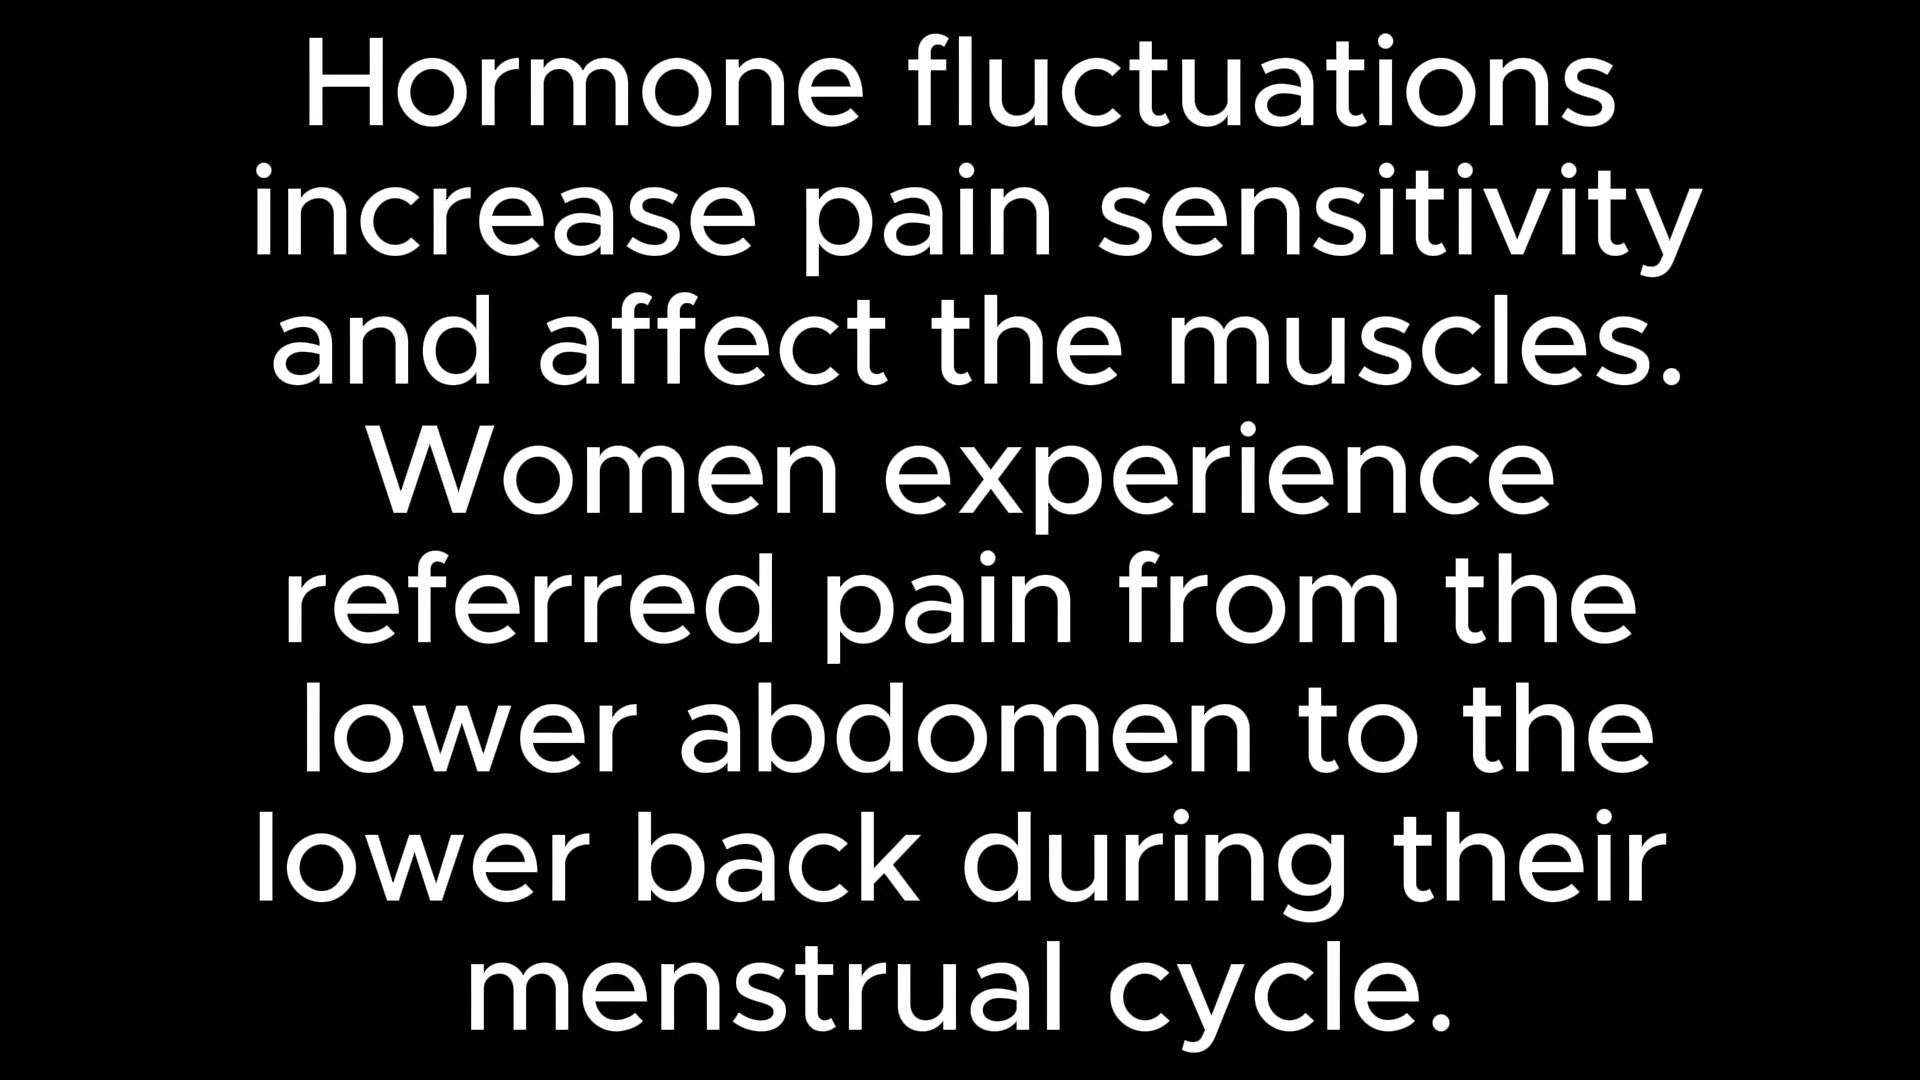 Hormone fluctuations
increase pain sensitivity
and affect the muscles.
Women experience
referred pain from the
lower abdomen to the
lower back during their
menstrual cycle.